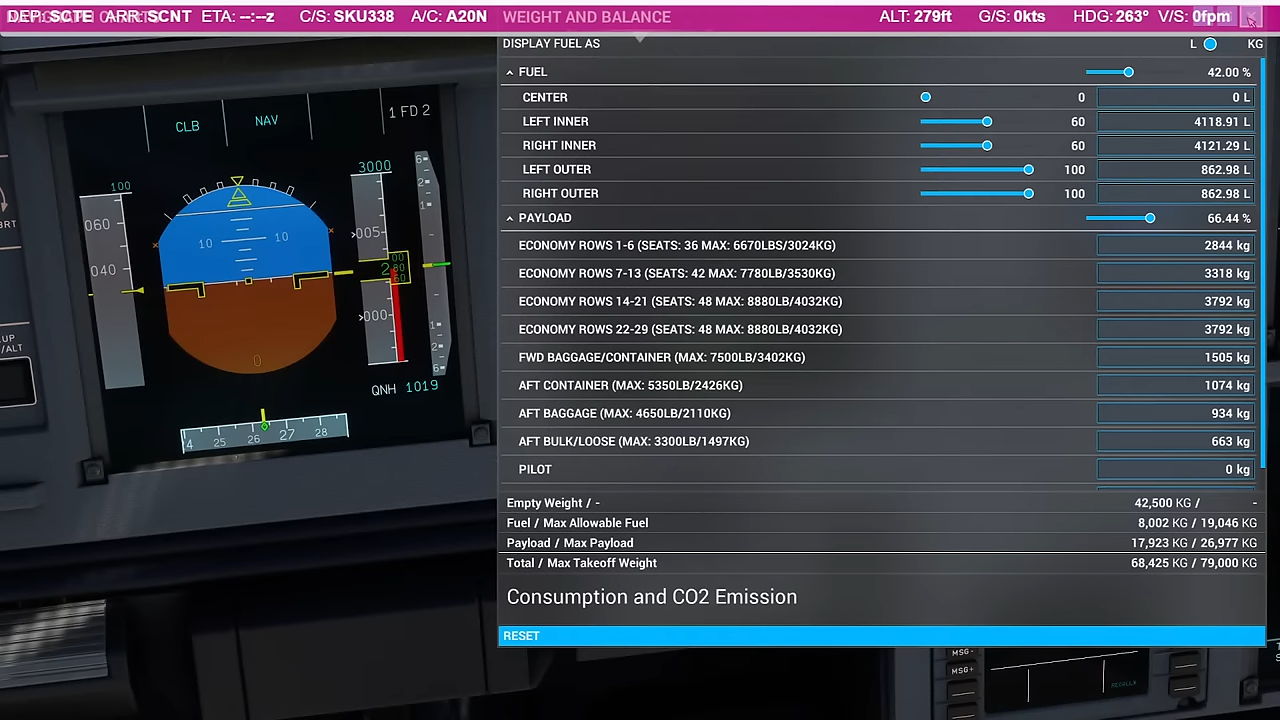 DEP: SCTE ARR: SCNT ETA: --:--z C/S: SKU338 A/C: A20N WEIGHT AND BALANCE ALT: 279ft G/S: 0kts HDG: 263° V/S: 0fpm
DISPLAY FUEL AS L KG
FUEL 42.00 %
CENTER 0 0 L
LEFT INNER 60 4118.91 L
RIGHT INNER 60 4121.29 L
LEFT OUTER 100 862.98 L
RIGHT OUTER 100 862.98 L
PAYLOAD 66.44 %
ECONOMY ROWS 1-6 (SEATS: 36 MAX: 6670LBS/3024KG) 2844 kg
ECONOMY ROWS 7-13 (SEATS: 42 MAX: 7780LB/3530KG) 3318 kg
ECONOMY ROWS 14-21 (SEATS: 48 MAX: 8880LB/4032KG) 3792 kg
ECONOMY ROWS 22-29 (SEATS: 48 MAX: 8880LB/4032KG) 3792 kg
FWD BAGGAGE/CONTAINER (MAX: 7500LB/3402KG) 1505 kg
AFT CONTAINER (MAX: 5350LB/2426KG) 1074 kg
AFT BAGGAGE (MAX: 4650LB/2110KG) 934 kg
AFT BULK/LOOSE (MAX: 3300LB/1497KG) 663 kg
PILOT 0 kg
Empty Weight / - 42,500 KG / -
Fuel / Max Allowable Fuel 8,002 KG / 19,046 KG
Payload / Max Payload 17,923 KG / 26,977 KG
Total / Max Takeoff Weight 68,425 KG / 79,000 KG
Consumption and CO2 Emission
RESET
CLB NAV 1 FD 2
100 3000
060 005
10 10
040
000
0
QNH 1019
25 26 27 28
BRT
UP
/ALT
MSG-
MSG+
RECALL